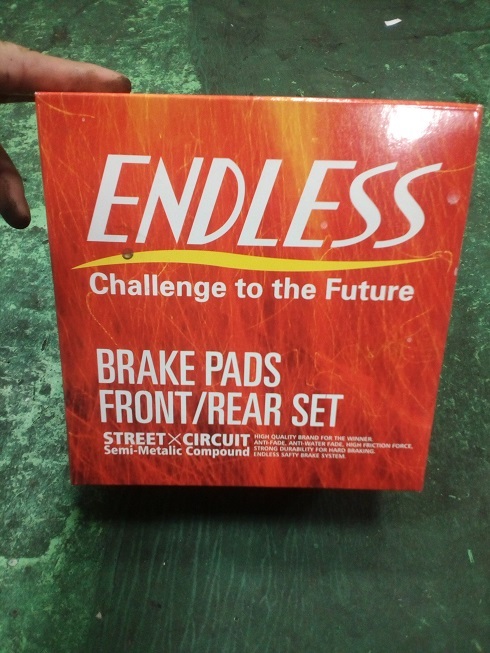 ENDLESS
Challenge to the Future
BRAKE PADS
FRONT/REAR SET
STREET×CIRCUIT
Semi-Metalic Compound
HIGH QUALITY BRAND FOR THE WINNER.
ANTI-FADE, ANTI-WATER FADE, HIGH FRICTION FORCE,
STRONG DURABILITY FOR HARD BRAKING.
ENDLESS SAFTY BRAKE SYSTEM.